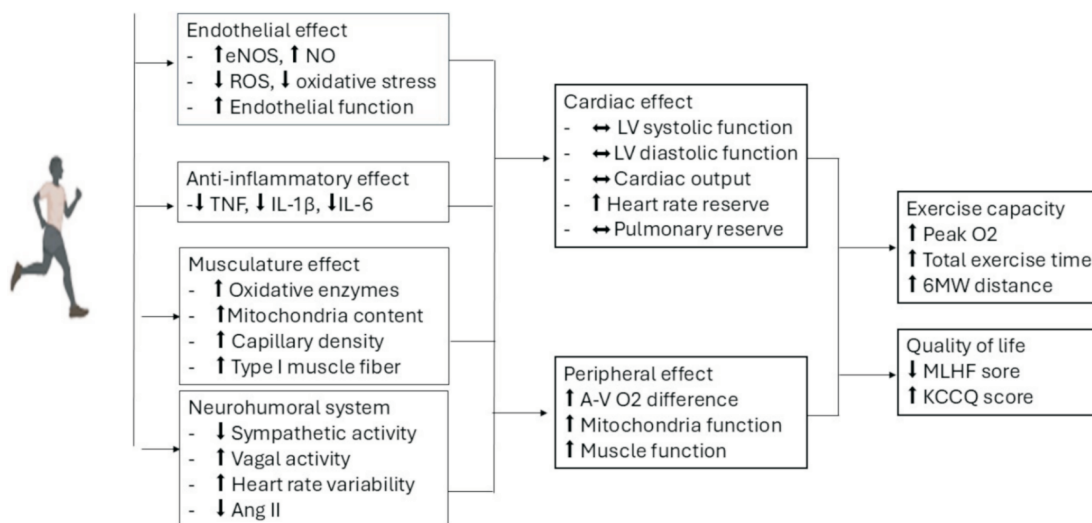 Endothelial effect
- ⬆eNOS, ⬆ NO
- ⬇ ROS, ⬇ oxidative stress
- ⬆ Endothelial function
Anti-inflammatory effect
-⬇ TNF, ⬇ IL-1β, ⬇IL-6
Musculature effect
- ⬆ Oxidative enzymes
- ⬆Mitochondria content
- ⬆ Capillary density
- ⬆ Type I muscle fiber
Neurohumoral system
- ⬇ Sympathetic activity
- ⬆ Vagal activity
- ⬆ Heart rate variability
- ⬇ Ang II
Cardiac effect
- ⬌ LV systolic function
- ⬌ LV diastolic function
- ⬌ Cardiac output
- ⬆ Heart rate reserve
- ⬌ Pulmonary reserve
Peripheral effect
⬆ A-V O2 difference
⬆ Mitochondria function
⬆ Muscle function
Exercise capacity
⬆ Peak O2
⬆ Total exercise time
⬆ 6MW distance
Quality of life
⬇ MLHF sore
⬆ KCCQ score